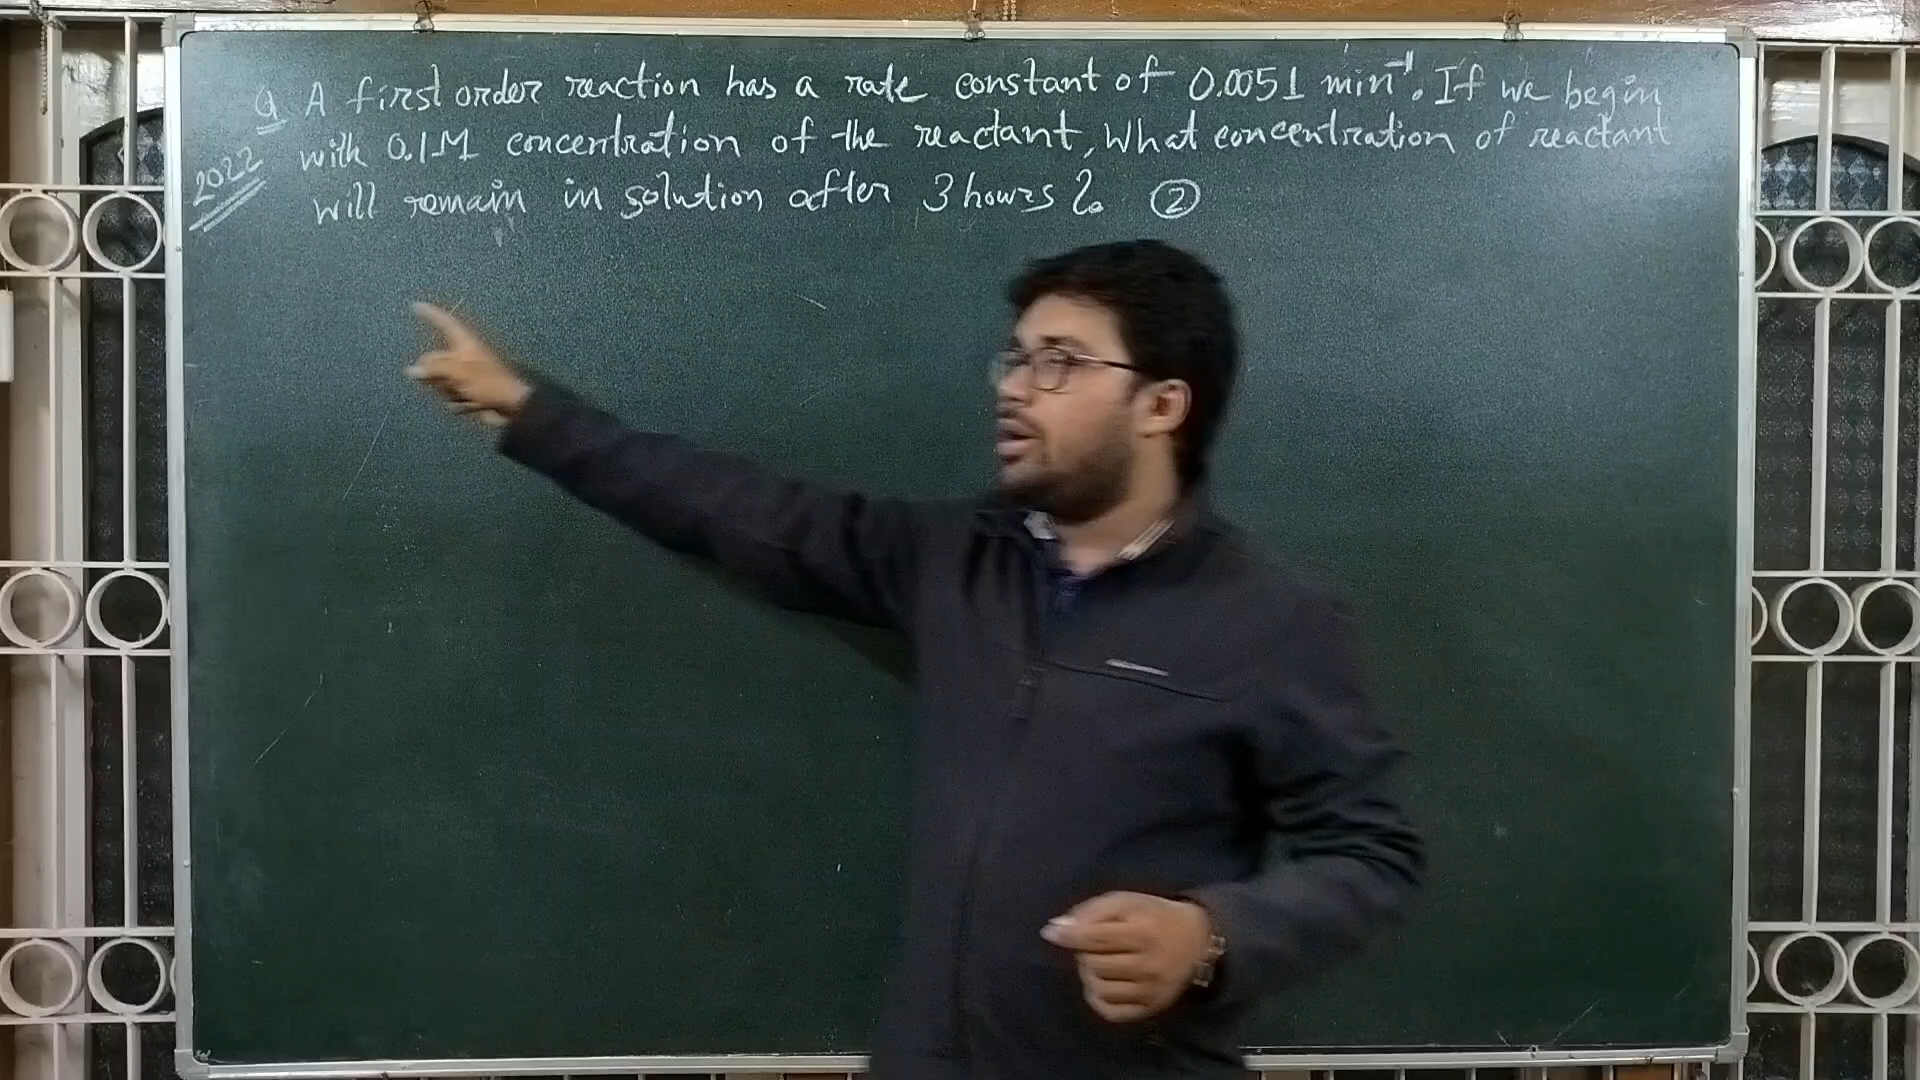 Q A first order reaction has a rate constant of 0.0051 min⁻¹. If we begin
with 0.1M concentration of the reactant, What concentration of reactant
will remain in solution after 3 hours ?. ②
2022